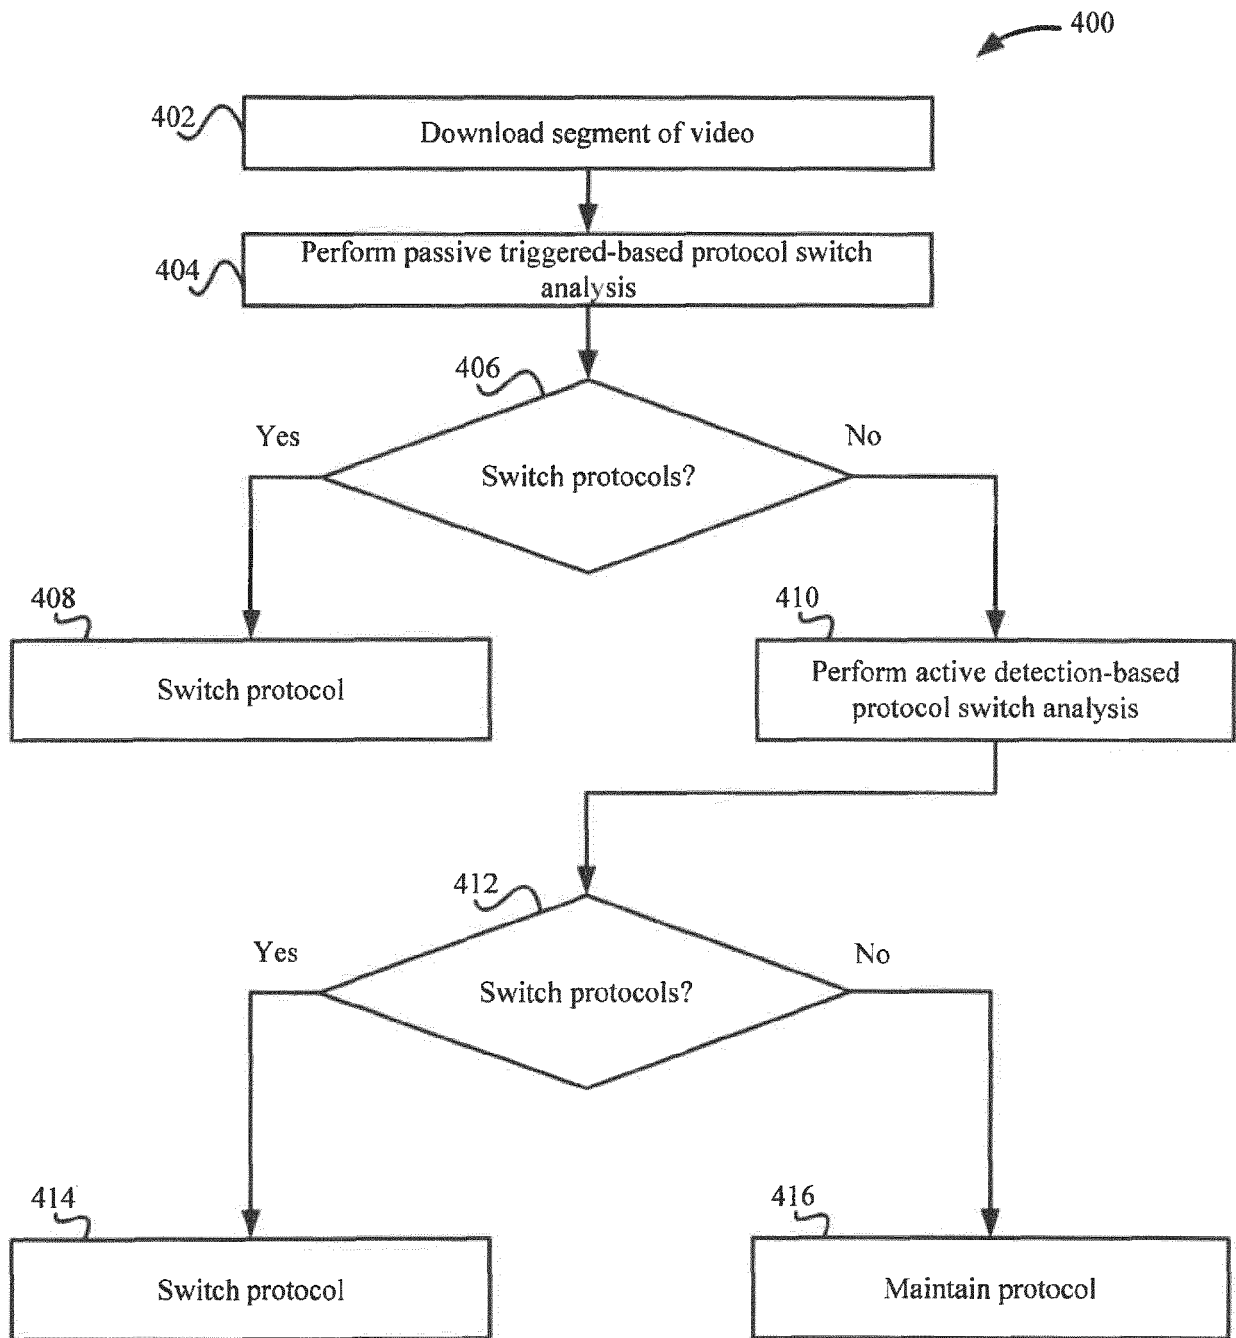 400
402
Download segment of video
404
Perform passive triggered-based protocol switch
analysis
406
Yes
No
Switch protocols?
408
Switch protocol
410
Perform active detection-based
protocol switch analysis
412
Yes
No
Switch protocols?
414
Switch protocol
416
Maintain protocol